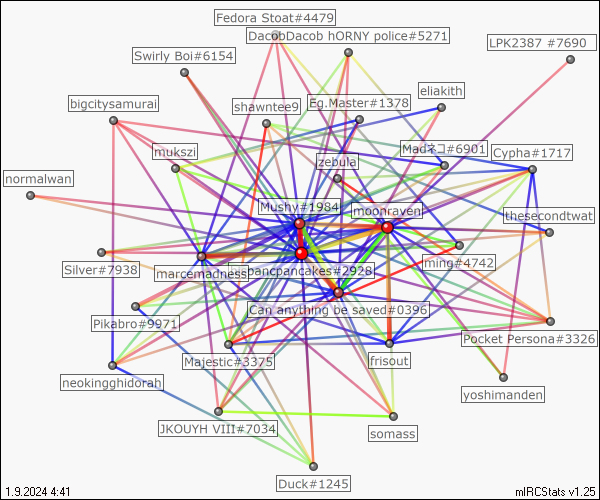 Fedora Stoat#4479
DacobDacob hORNY police#5271
LPK2387 #7690
Swirly Boi#6154
eliakith
bigcitysamurai
shawntee9
Eg.Master#1378
mukszi
Madネコ#6901
Cypha#1717
zebula
normalwan
Mushy#1984
moonraven
thesecondtwat
Silver#7938
marcemadness
pancpancakes#2928
ming#4742
Can anything be saved#0396
Pikabro#9971
Majestic#3375
frisout
Pocket Persona#3326
neokingghidorah
yoshimanden
JKOUYH VIII#7034
somass
Duck#1245
1.9.2024 4:41
mIRCStats v1.25